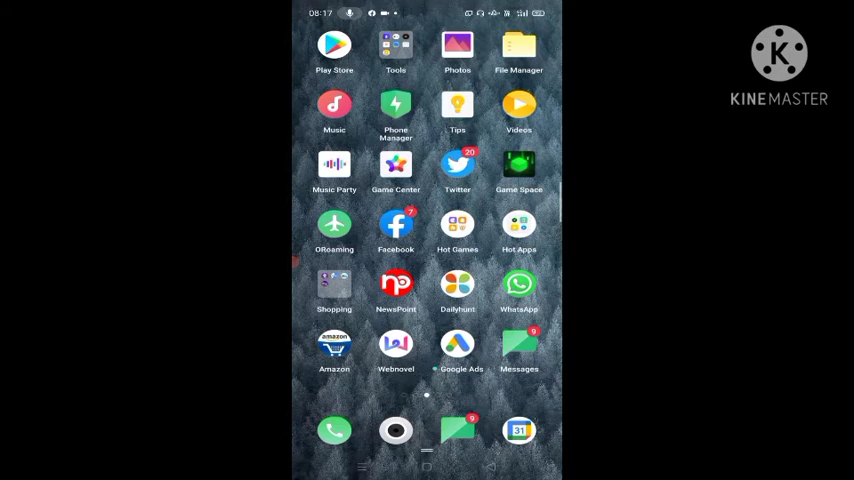 08:17
Play Store Tools Photos File Manager
K
KINEMASTER
Music Phone Manager Tips Videos
20
Music Party Game Center Twitter Game Space
7
ORoaming Facebook Hot Games Hot Apps
np
Shopping NewsPoint Dailyhunt WhatsApp
amazon
9
Amazon Webnovel Google Ads Messages
9
31